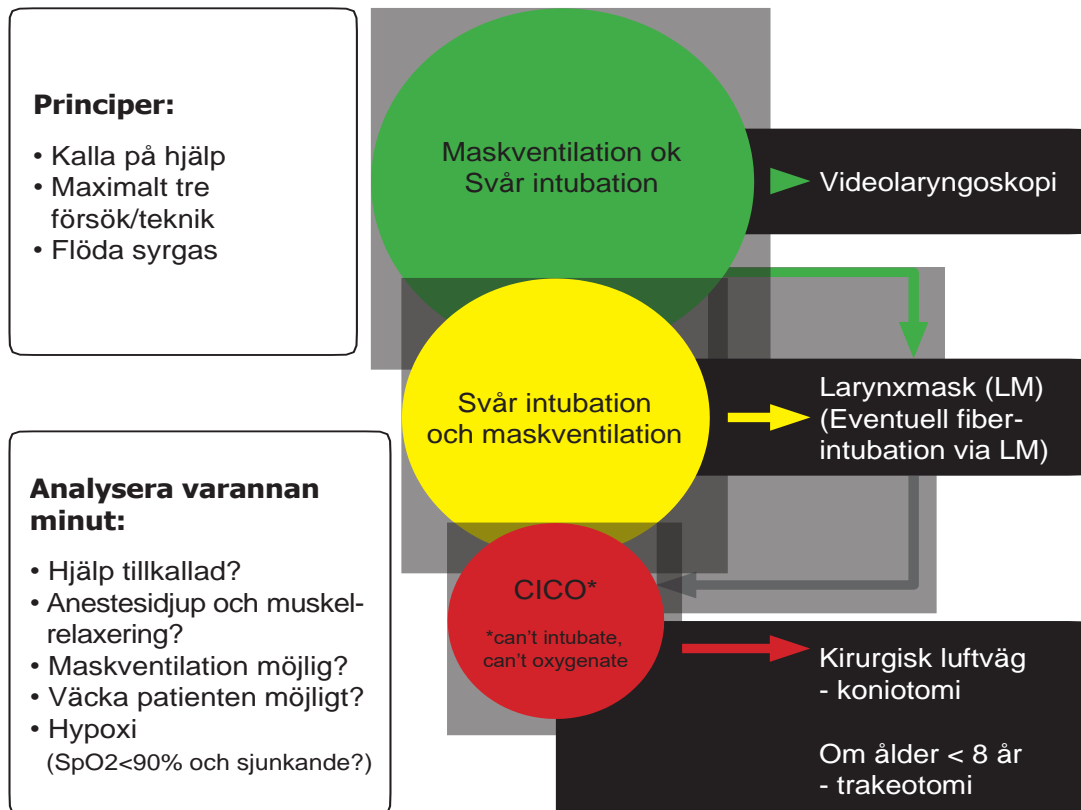 Principer:
• Kalla på hjälp
• Maximalt tre
försök/teknik
• Flöda syrgas
Maskventilation ok
Svår intubation
Videolaryngoskopi
Svår intubation
och maskventilation
Larynxmask (LM)
(Eventuell fiber-
intubation via LM)
Analysera varannan
minut:
• Hjälp tillkallad?
• Anestesidjup och muskel-
relaxering?
• Maskventilation möjlig?
• Väcka patienten möjligt?
• Hypoxi
(SpO2<90% och sjunkande?)
CICO*
*can't intubate,
can't oxygenate
Kirurgisk luftväg
- koniotomi
Om ålder < 8 år
- trakeotomi